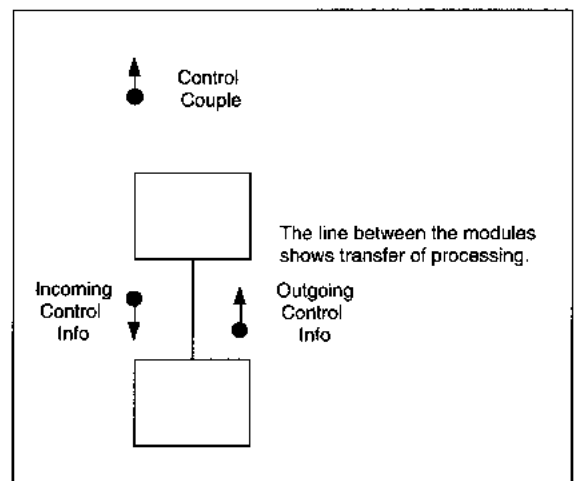 Control
Couple
The line between the modules
shows transfer of processing.
Incoming
Control
Info
Outgoing
Control
Info